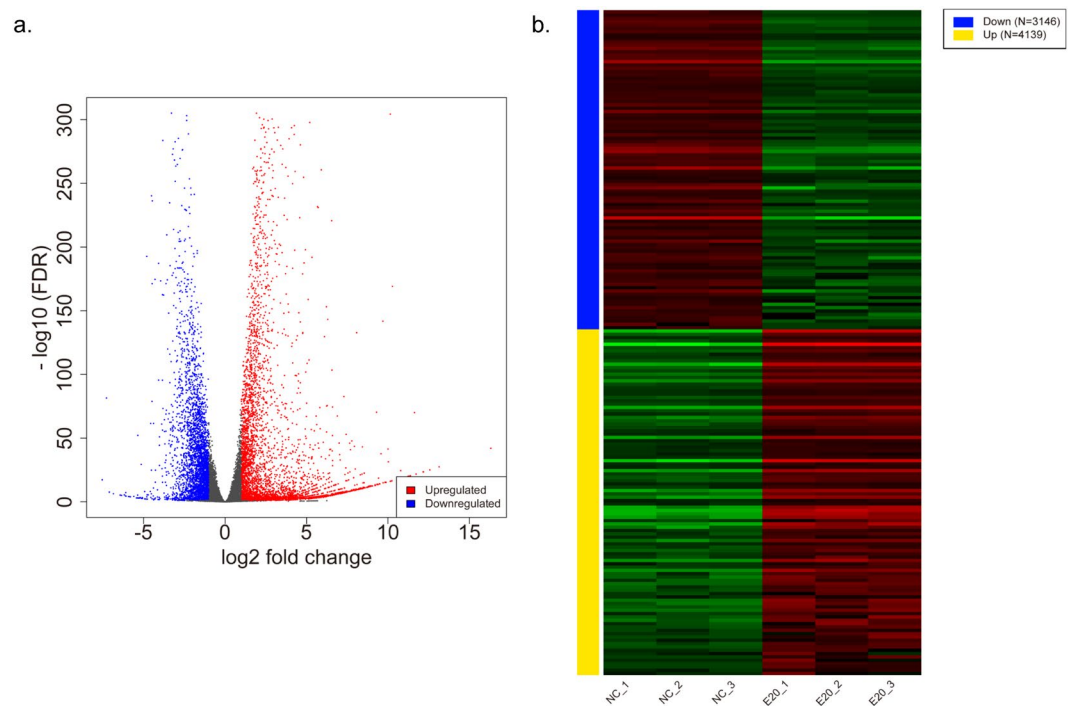 a.
300
250
200
150
100
50
0
- log10 (FDR)
-5
0
5
10
15
log2 fold change
Upregulated
Downregulated
b.
Down (N=3146)
Up (N=4139)
NC_1
NC_2
NC_3
E20_1
E20_2
E20_3